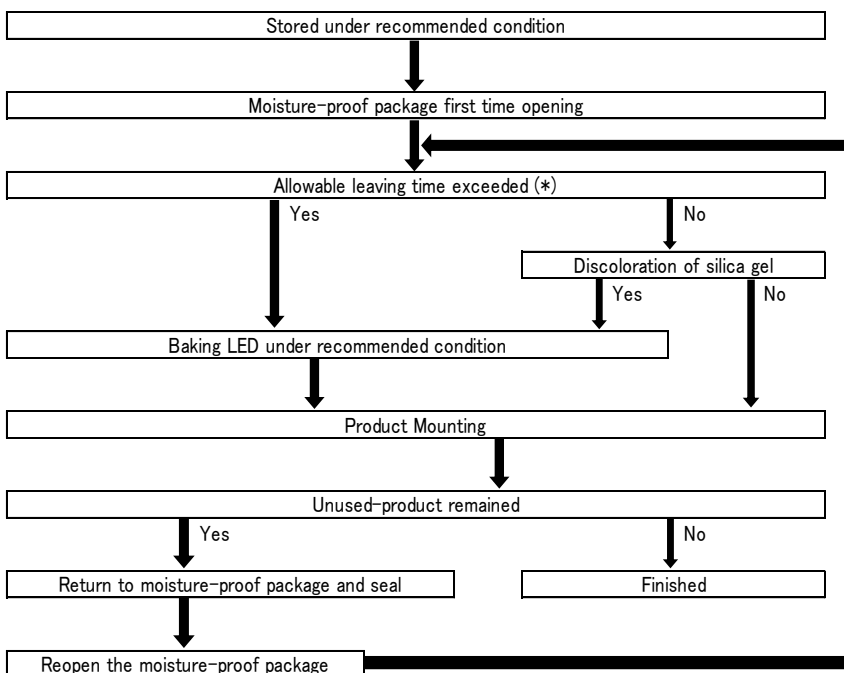 Stored under recommended condition
Moisture-proof package first time opening
Allowable leaving time exceeded (*)
Yes
No
Discoloration of silica gel
Yes
No
Baking LED under recommended condition
Product Mounting
Unused-product remained
Yes
No
Return to moisture-proof package and seal
Finished
Reopen the moisture-proof package